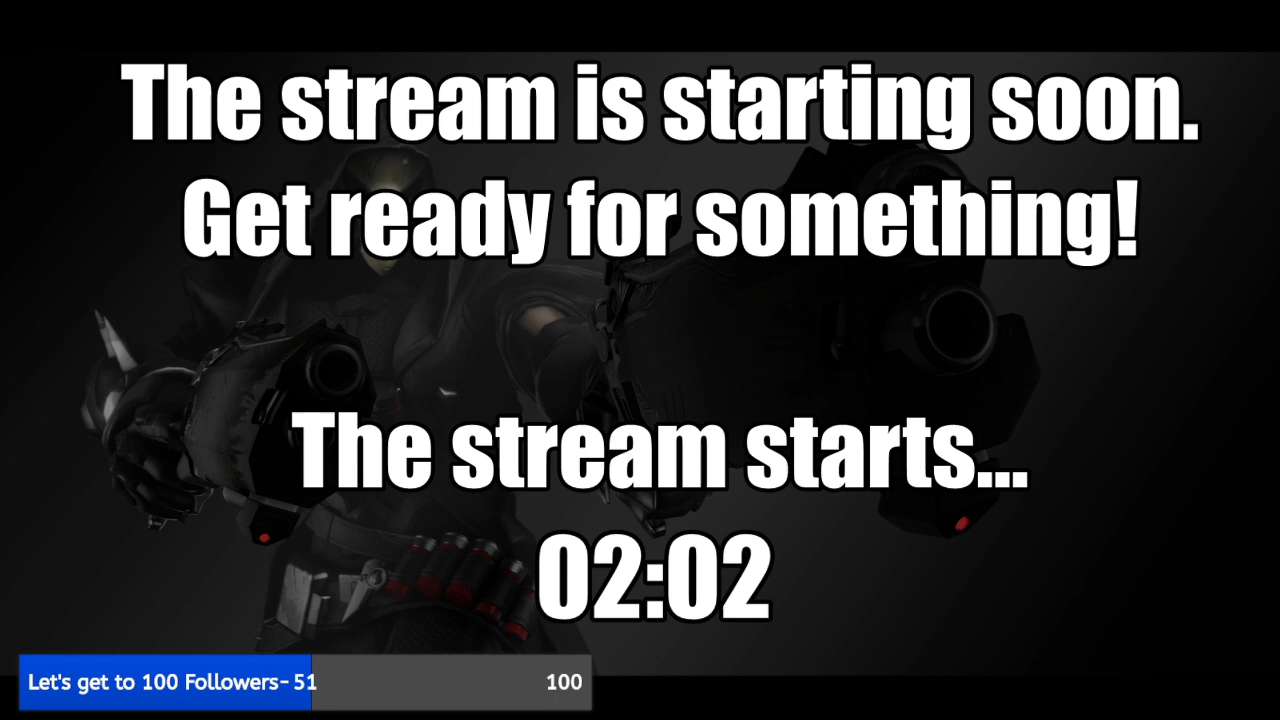 The stream is starting soon.
Get ready for something!
The stream starts...
02:02
Let's get to 100 Followers- 51 100